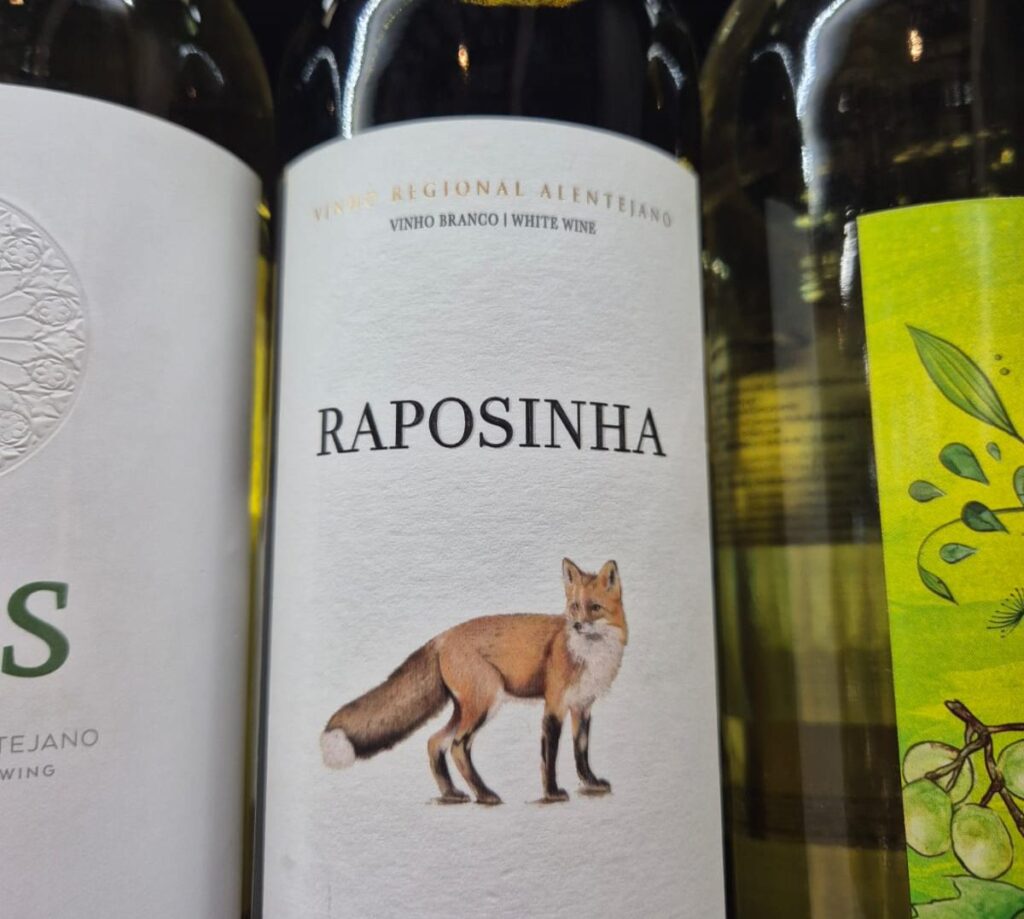 VINHO REGIONAL ALENTEJANO
VINHO BRANCO | WHITE WINE
RAPOSINHA
S
TEJANO
WING